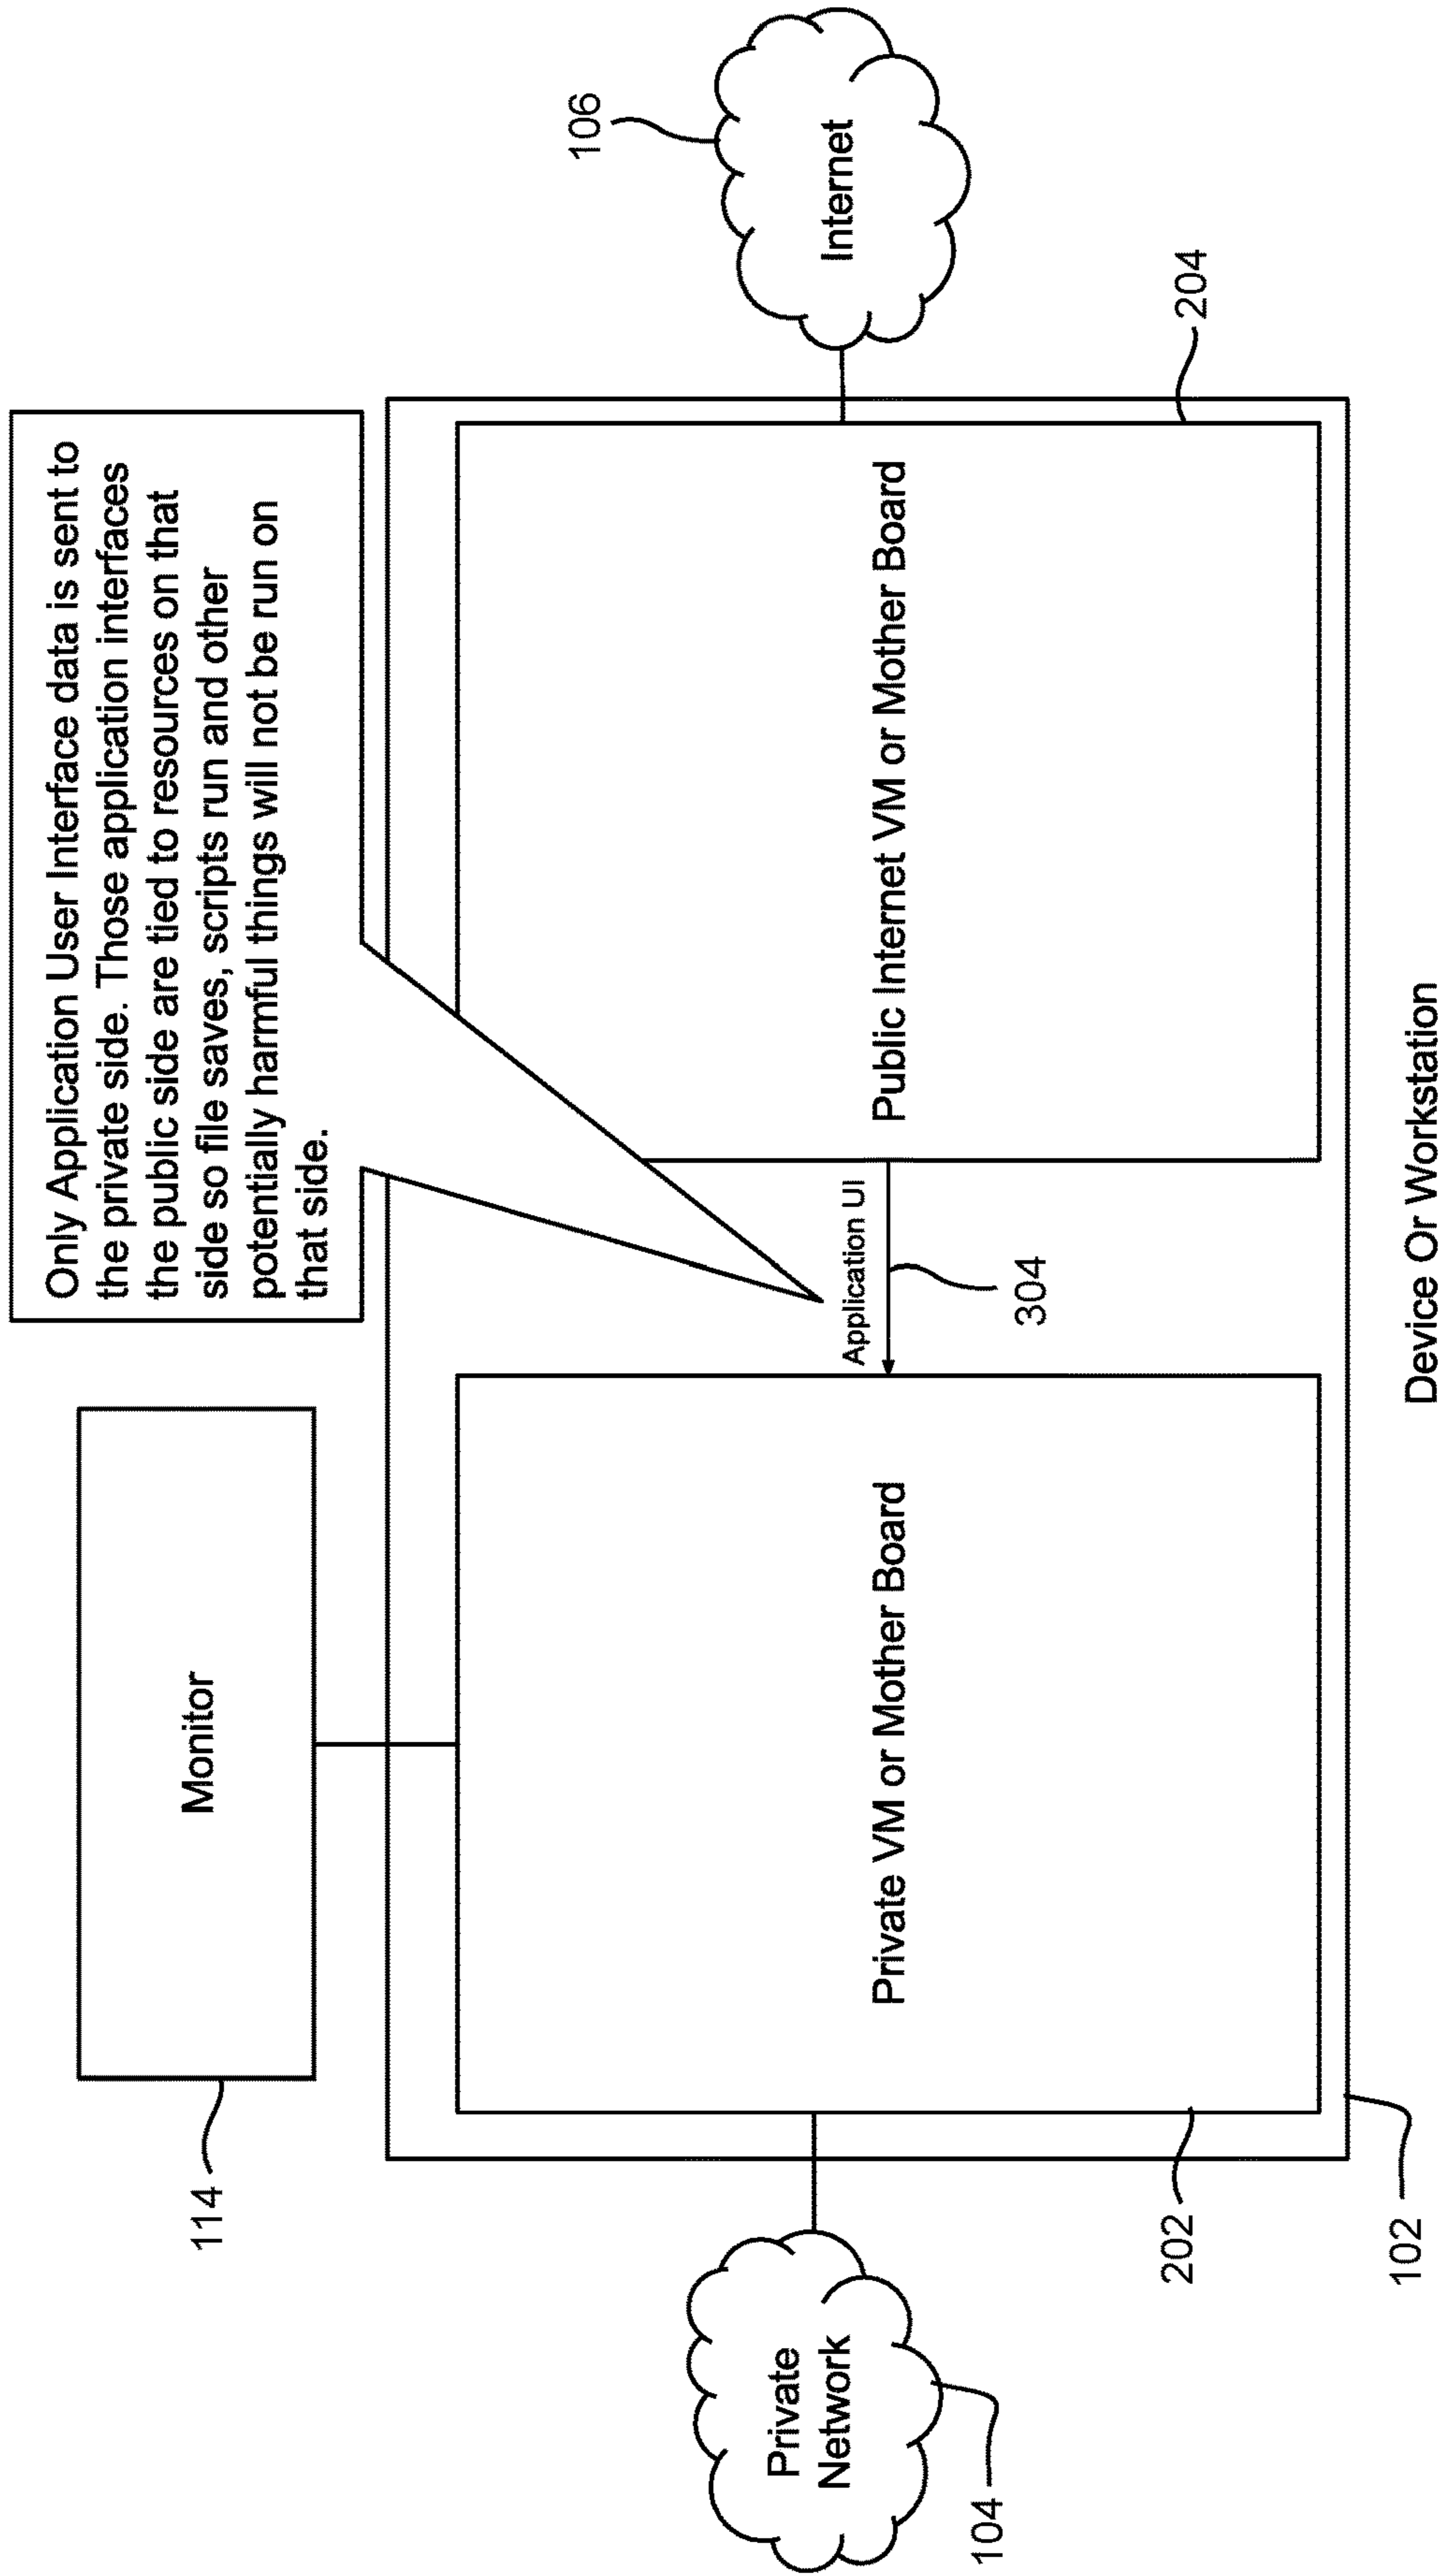 Only Application User Interface data is sent to
the private side. Those application interfaces
the public side are tied to resources on that
side so file saves, scripts run and other
potentially harmful things will not be run on
that side.
Monitor
114
106
Internet
Private
Network
104
Private VM or Mother Board
Application UI
304
Public Internet VM or Mother Board
202
204
102
Device Or Workstation